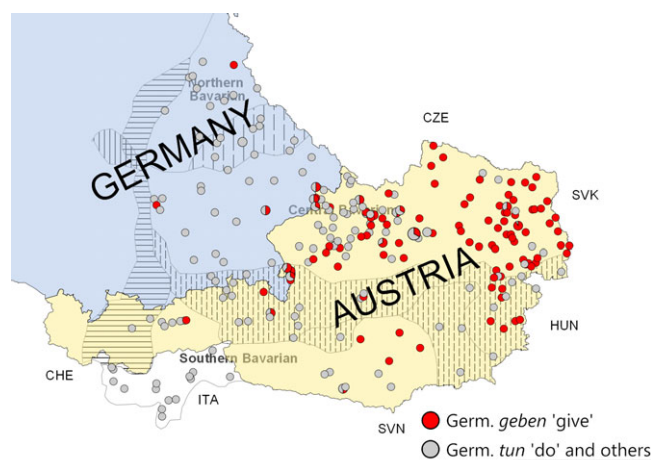 Northern
Bavarian
GERMANY
CZE
SVK
Central Bavarian
AUSTRIA
HUN
Southern Bavarian
CHE
ITA
SVN
Germ. geben 'give'
Germ. tun 'do' and others